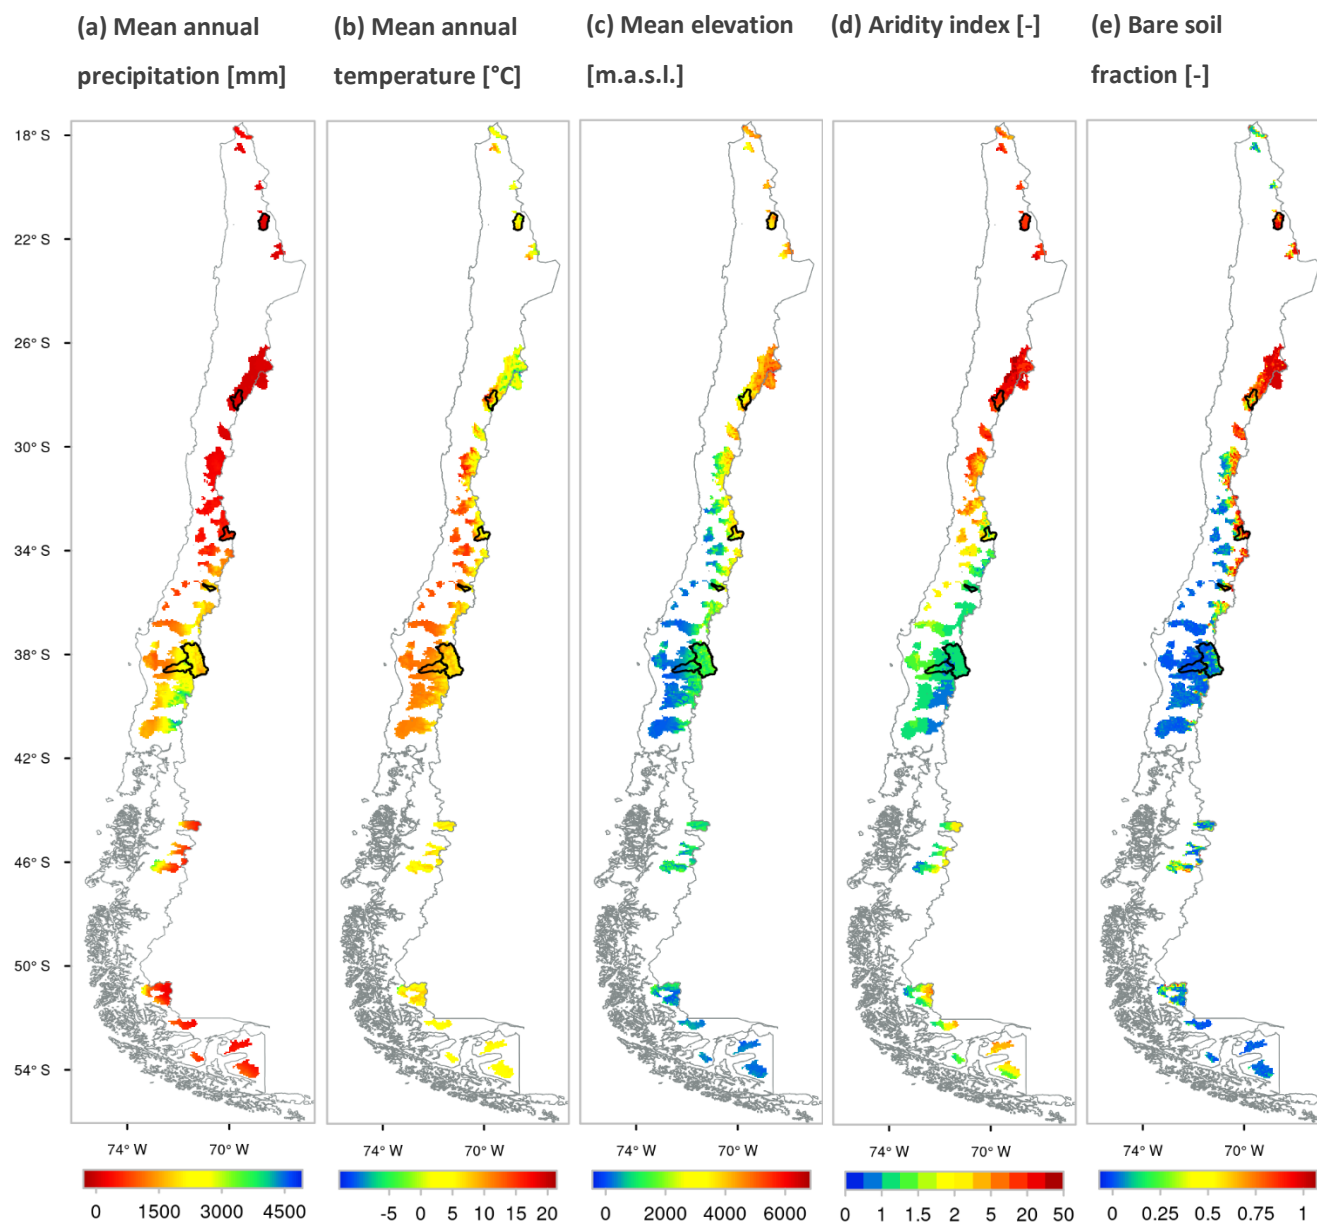 (a) Mean annual
precipitation [mm]
(b) Mean annual
temperature [°C]
(c) Mean elevation
[m.a.s.l.]
(d) Aridity index [-]
(e) Bare soil
fraction [-]
18° S
22° S
26° S
30° S
34° S
38° S
42° S
46° S
50° S
54° S
74° W 70° W
74° W 70° W
74° W 70° W
74° W 70° W
74° W 70° W
0 1500 3000 4500
-5 0 5 10 15 20
0 2000 4000 6000
0 1 1.5 2 5 20 50
0 0.25 0.5 0.75 1